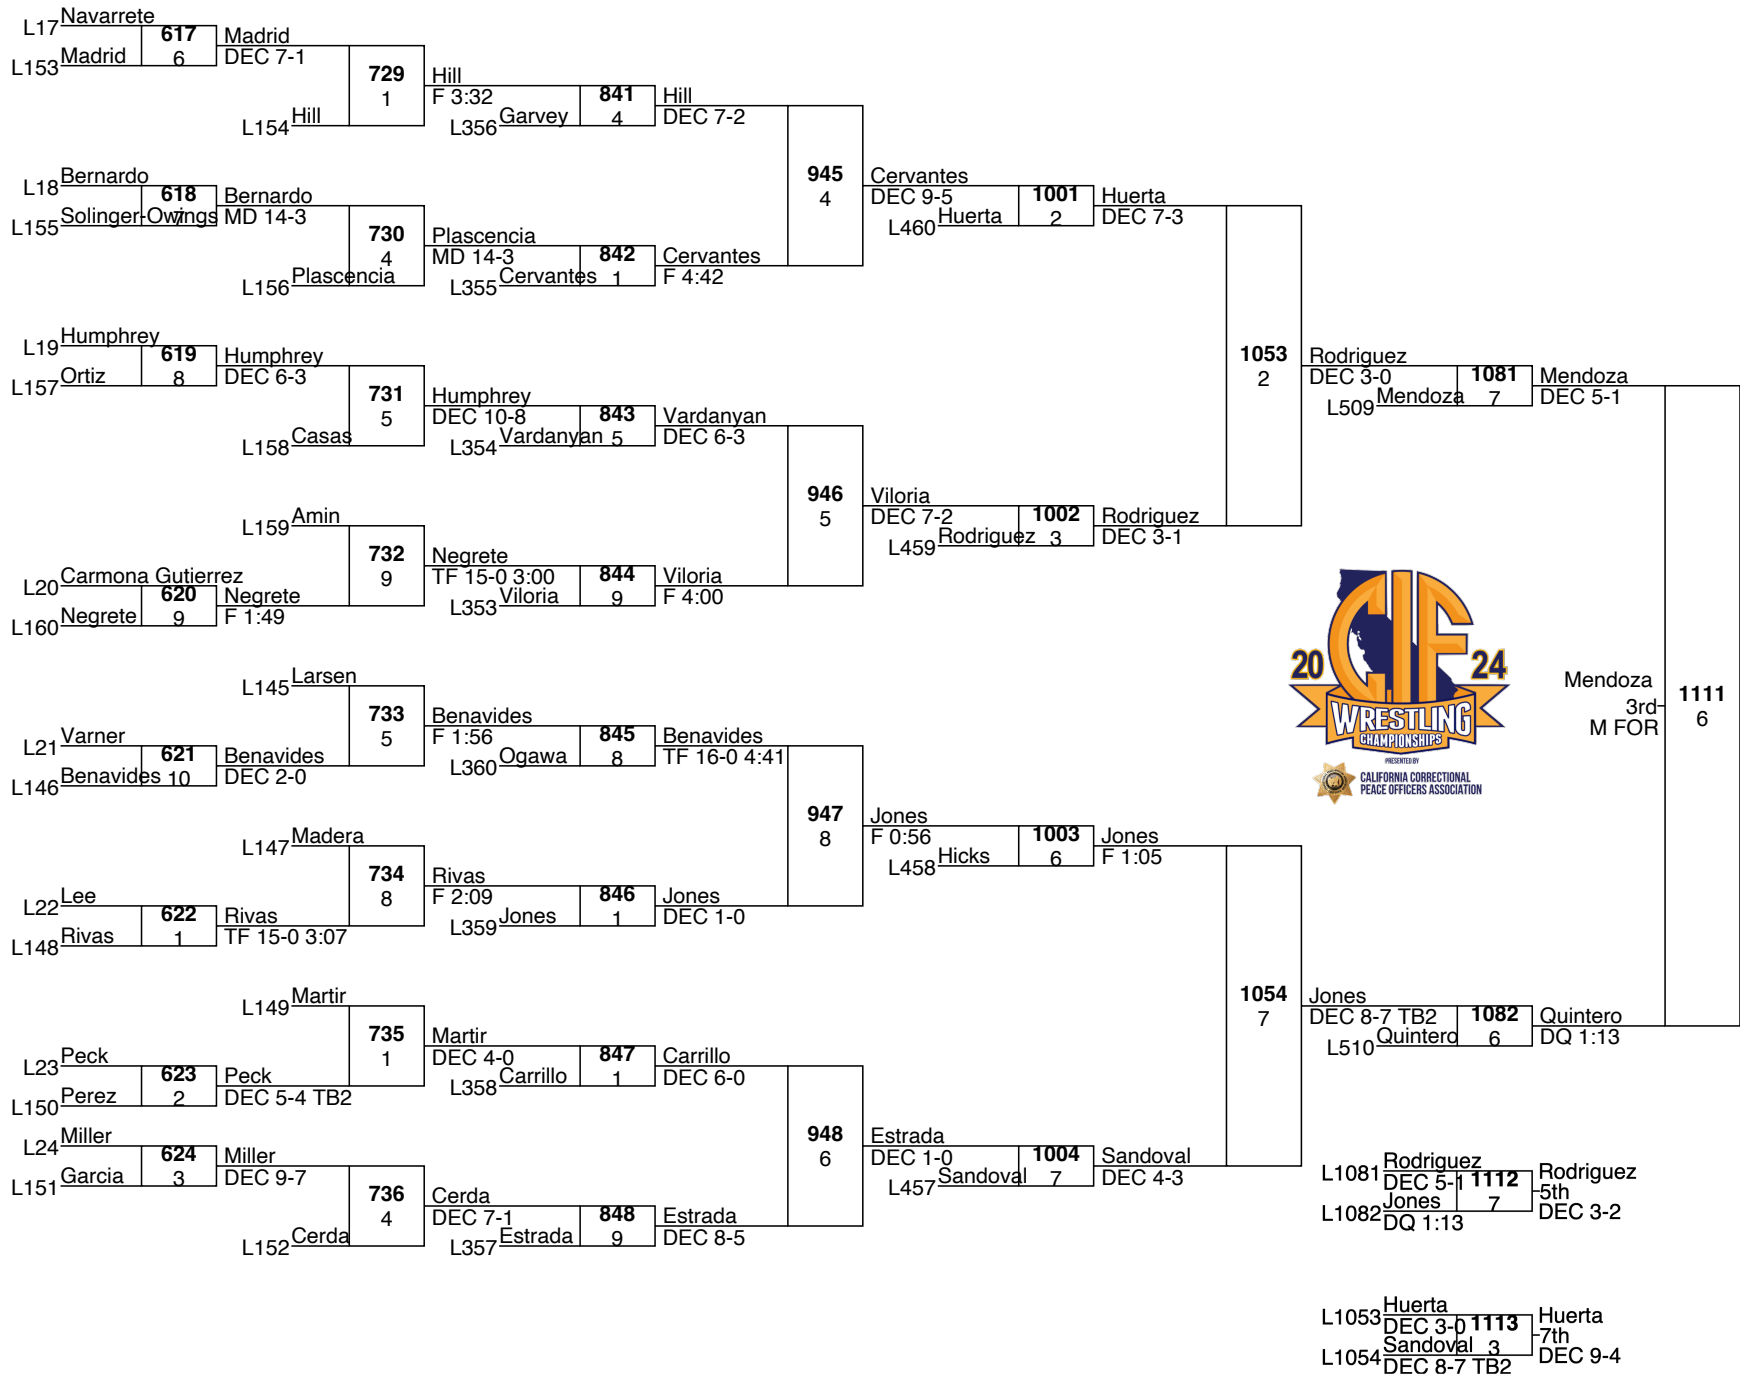 Navarrete
L17
617
6
Madrid
L153
Madrid
DEC 7-1
729
1
L154
Hill
Hill
F 3:32
L356
Garvey
841
4
Hill
DEC 7-2
L18
Bernardo
618
7
L155
Solinger-Owings
Bernardo
MD 14-3
730
4
L156
Plascencia
Plascencia
MD 14-3
L355
Cervantes
842
1
Cervantes
F 4:42
945
4
Cervantes
DEC 9-5
L460
Huerta
1001
2
Huerta
DEC 7-3
L19
Humphrey
619
8
L157
Ortiz
Humphrey
DEC 6-3
731
5
L158
Casas
Humphrey
DEC 10-8
L354
Vardanyan
843
5
Vardanyan
DEC 6-3
L159
Amin
732
9
L20
Carmona Gutierrez
620
9
L160
Negrete
Negrete
F 1:49
Negrete
TF 15-0 3:00
L353
Viloria
844
9
Viloria
F 4:00
946
5
Viloria
DEC 7-2
L459
Rodriguez
1002
3
Rodriguez
DEC 3-1
1053
2
Rodriguez
DEC 3-0
L509
Mendoza
1081
7
Mendoza
DEC 5-1
L145
Larsen
733
5
L21
Varner
621
10
L146
Benavides
Benavides
DEC 2-0
Benavides
F 1:56
L360
Ogawa
845
8
Benavides
TF 16-0 4:41
L147
Madera
734
8
L22
Lee
622
1
L148
Rivas
Rivas
TF 15-0 3:07
Rivas
F 2:09
L359
Jones
846
1
Jones
DEC 1-0
947
8
Jones
F 0:56
L458
Hicks
1003
6
Jones
F 1:05
L149
Martir
735
1
L23
Peck
623
2
L150
Perez
Peck
DEC 5-4 TB2
Martir
DEC 4-0
L358
Carrillo
847
1
Carrillo
DEC 6-0
L24
Miller
624
3
L151
Garcia
Miller
DEC 9-7
736
4
L152
Cerda
Cerda
DEC 7-1
L357
Estrada
848
9
Estrada
DEC 8-5
948
6
Estrada
DEC 1-0
L457
Sandoval
1004
7
Sandoval
DEC 4-3
1054
7
Jones
DEC 8-7 TB2
L510
Quintero
1082
6
Quintero
DQ 1:13
20 CIF 24
WRESTLING
CHAMPIONSHIPS
PRESENTED BY
CALIFORNIA CORRECTIONAL
PEACE OFFICERS ASSOCIATION
Mendoza
3rd
M FOR
1111
6
L1081
Rodriguez
DEC 5-1
1112
7
L1082
Jones
DQ 1:13
Rodriguez
5th
DEC 3-2
L1053
Huerta
DEC 3-0
1113
3
L1054
Sandoval
DEC 8-7 TB2
Huerta
7th
DEC 9-4